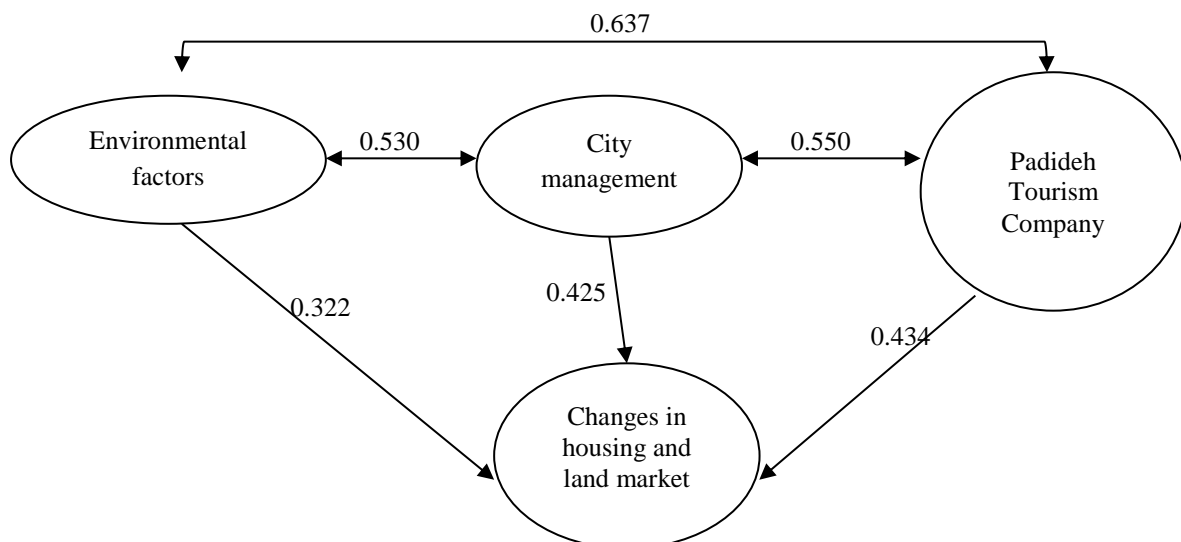 0.637
Environmental
factors
0.530
City
management
0.550
Padideh
Tourism
Company
0.322
0.425
0.434
Changes in
housing and
land market